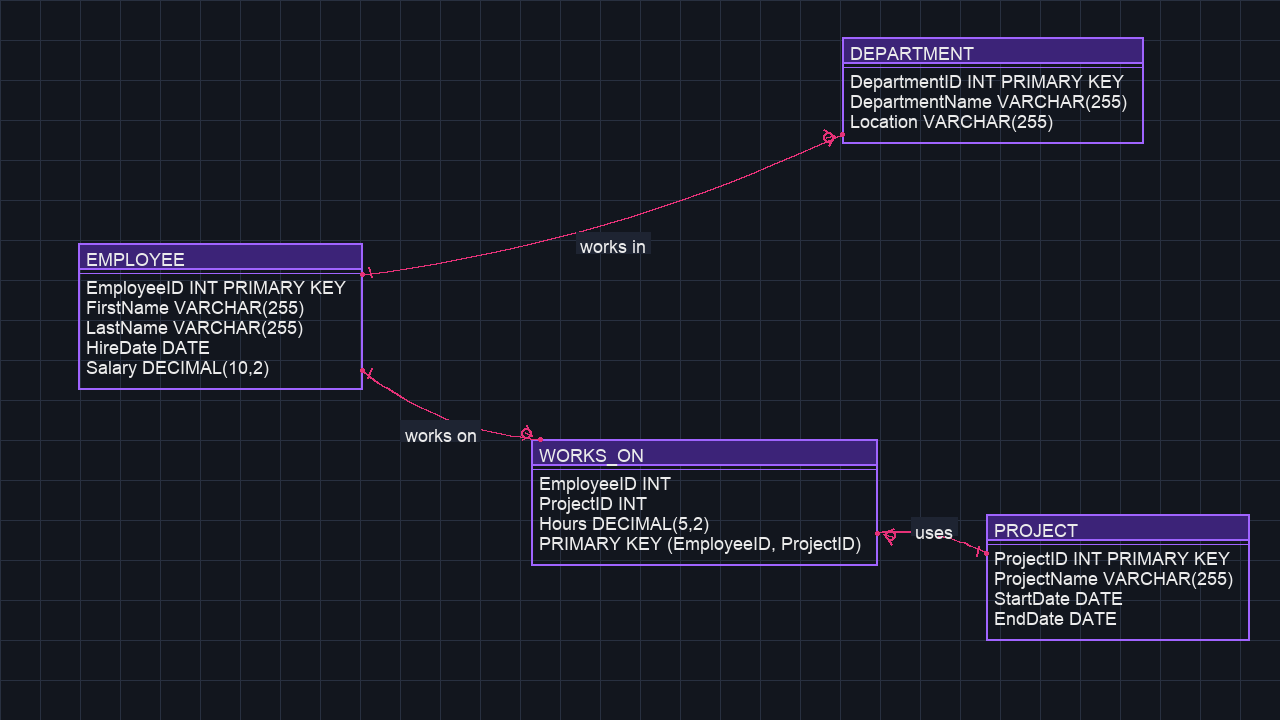 DEPARTMENT
DepartmentID INT PRIMARY KEY
DepartmentName VARCHAR(255)
Location VARCHAR(255)
works in
EMPLOYEE
EmployeeID INT PRIMARY KEY
FirstName VARCHAR(255)
LastName VARCHAR(255)
HireDate DATE
Salary DECIMAL(10,2)
works on
WORKS_ON
EmployeeID INT
ProjectID INT
Hours DECIMAL(5,2)
PRIMARY KEY (EmployeeID, ProjectID)
uses
PROJECT
ProjectID INT PRIMARY KEY
ProjectName VARCHAR(255)
StartDate DATE
EndDate DATE